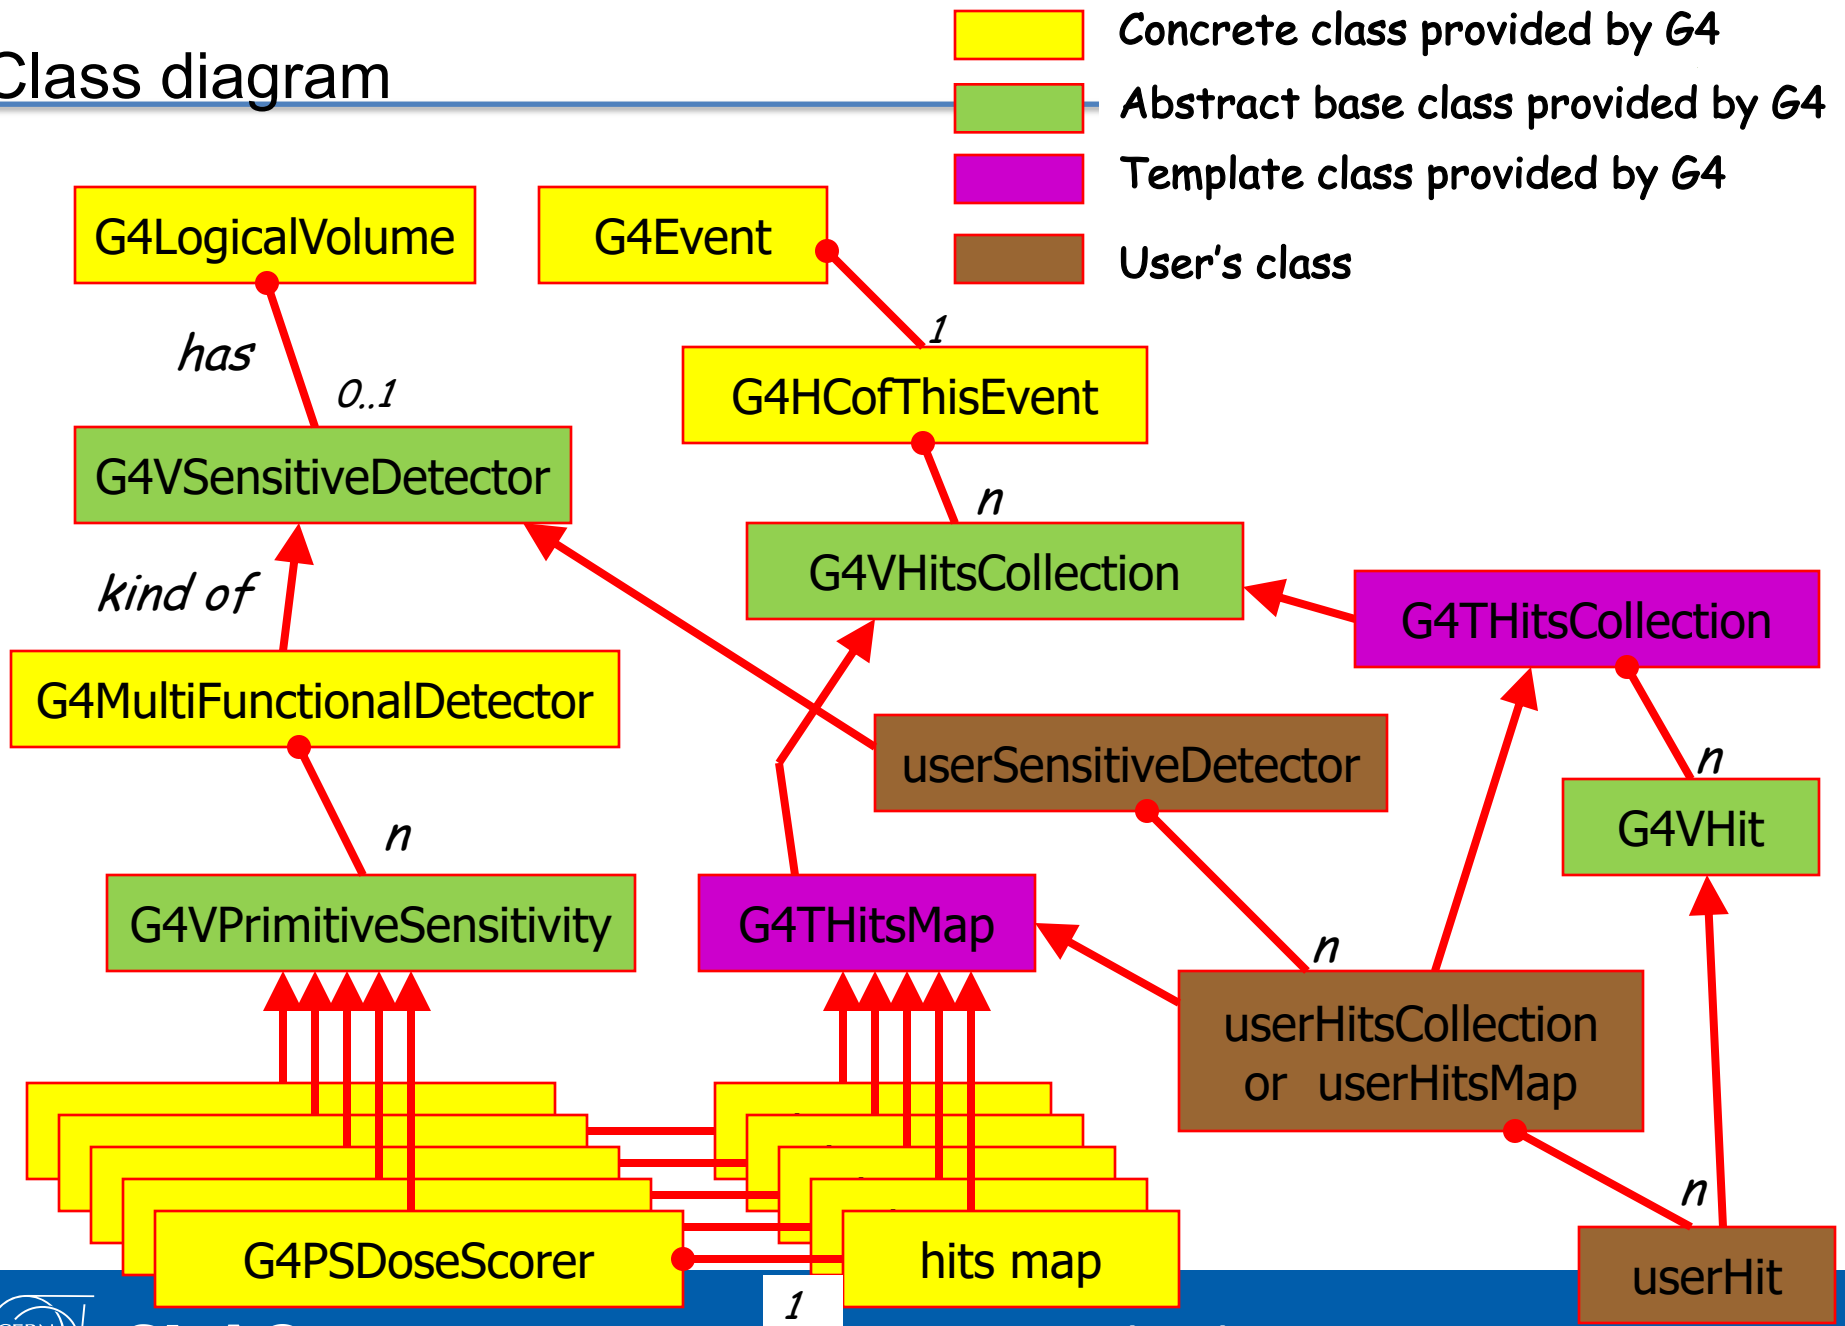 Class diagram
Concrete class provided by G4
Abstract base class provided by G4
Template class provided by G4
User's class
G4LogicalVolume
G4Event
has
0..1
1
G4HCofThisEvent
G4VSensitiveDetector
n
G4VHitsCollection
kind of
G4THitsCollection
G4MultiFunctionalDetector
userSensitiveDetector
n
G4VHit
n
G4VPrimitiveSensitivity
G4THitsMap
n
userHitsCollection
or userHitsMap
n
G4PSDoseScorer
hits map
userHit
1